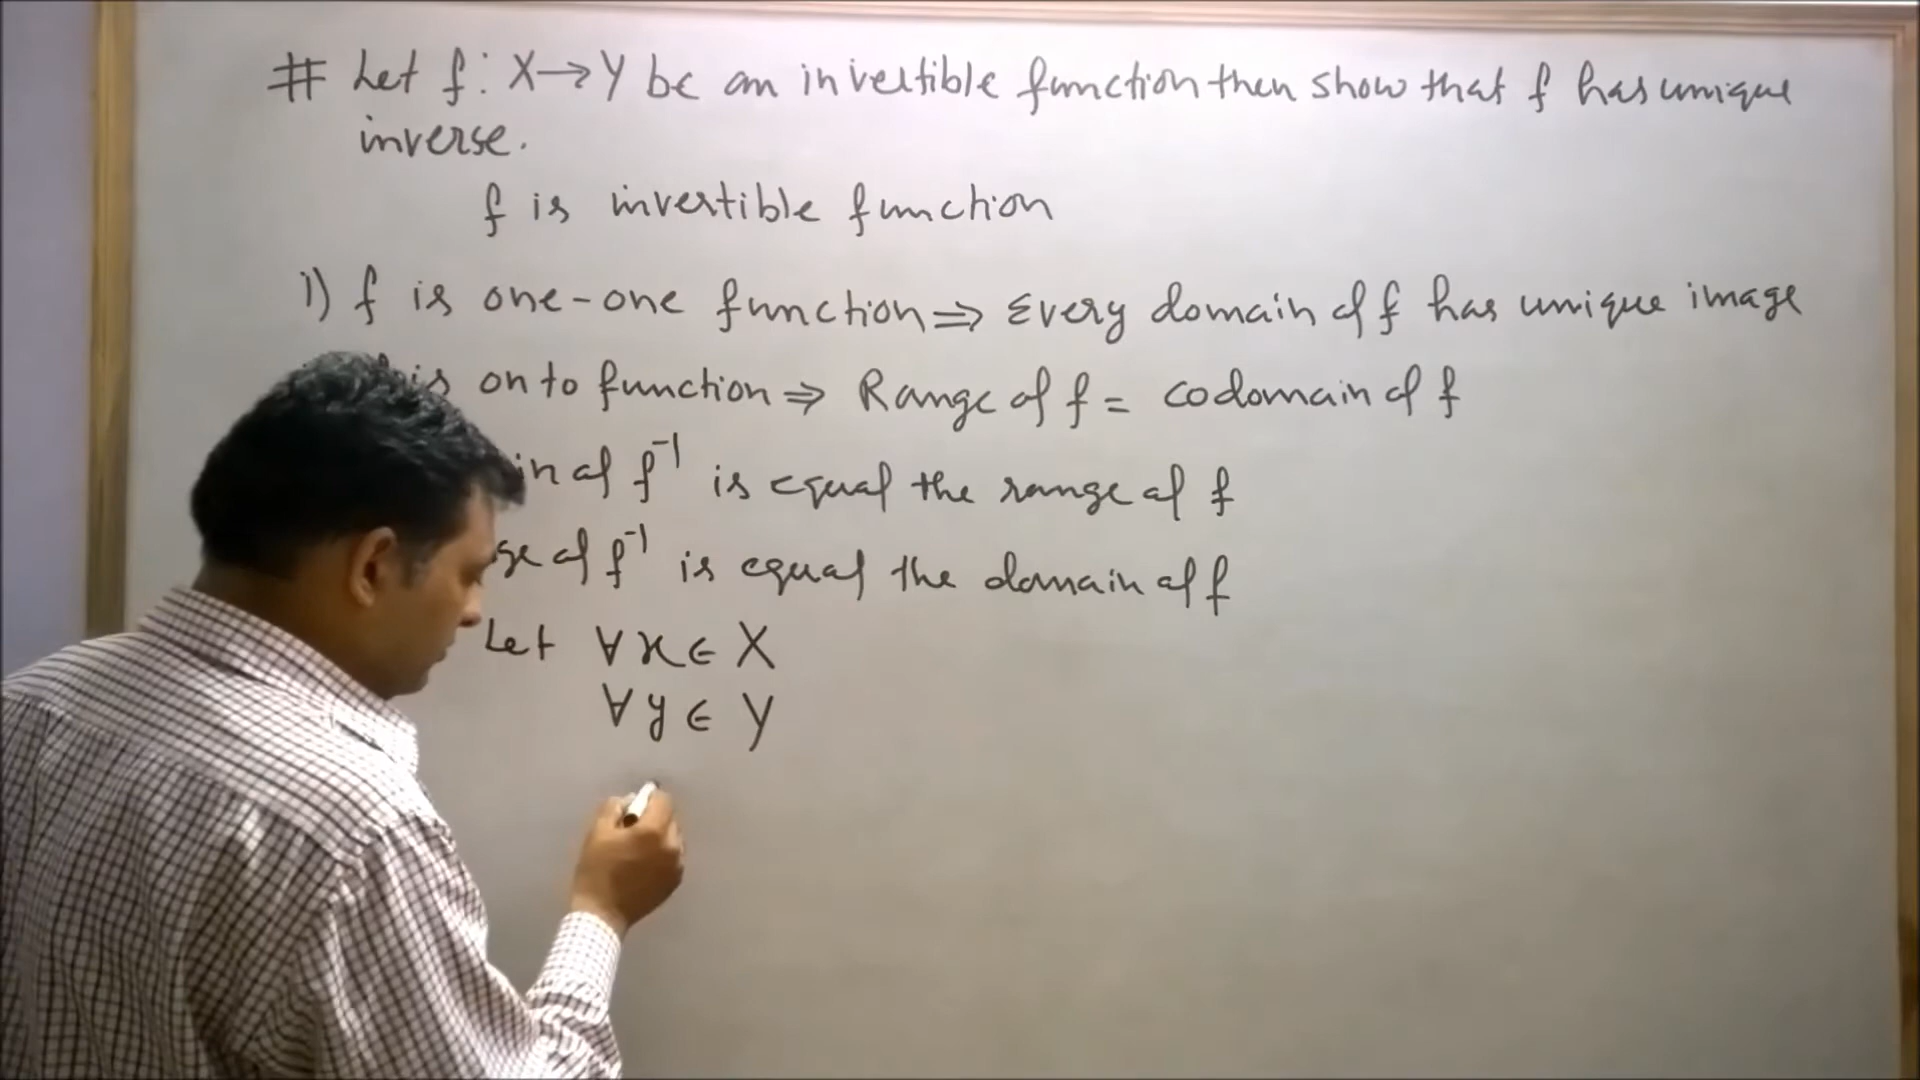 # Let f: X→Y be an invertible function then show that f has unique
inverse.
f is invertible function
1) f is one-one function ⇒ Every domain of f has unique image
is on to function ⇒ Range of f = codomain of f
of f⁻¹ is equal the range of f
of f⁻¹ is equal the domain of f
Let ∀ x ∈ X
∀ y ∈ Y